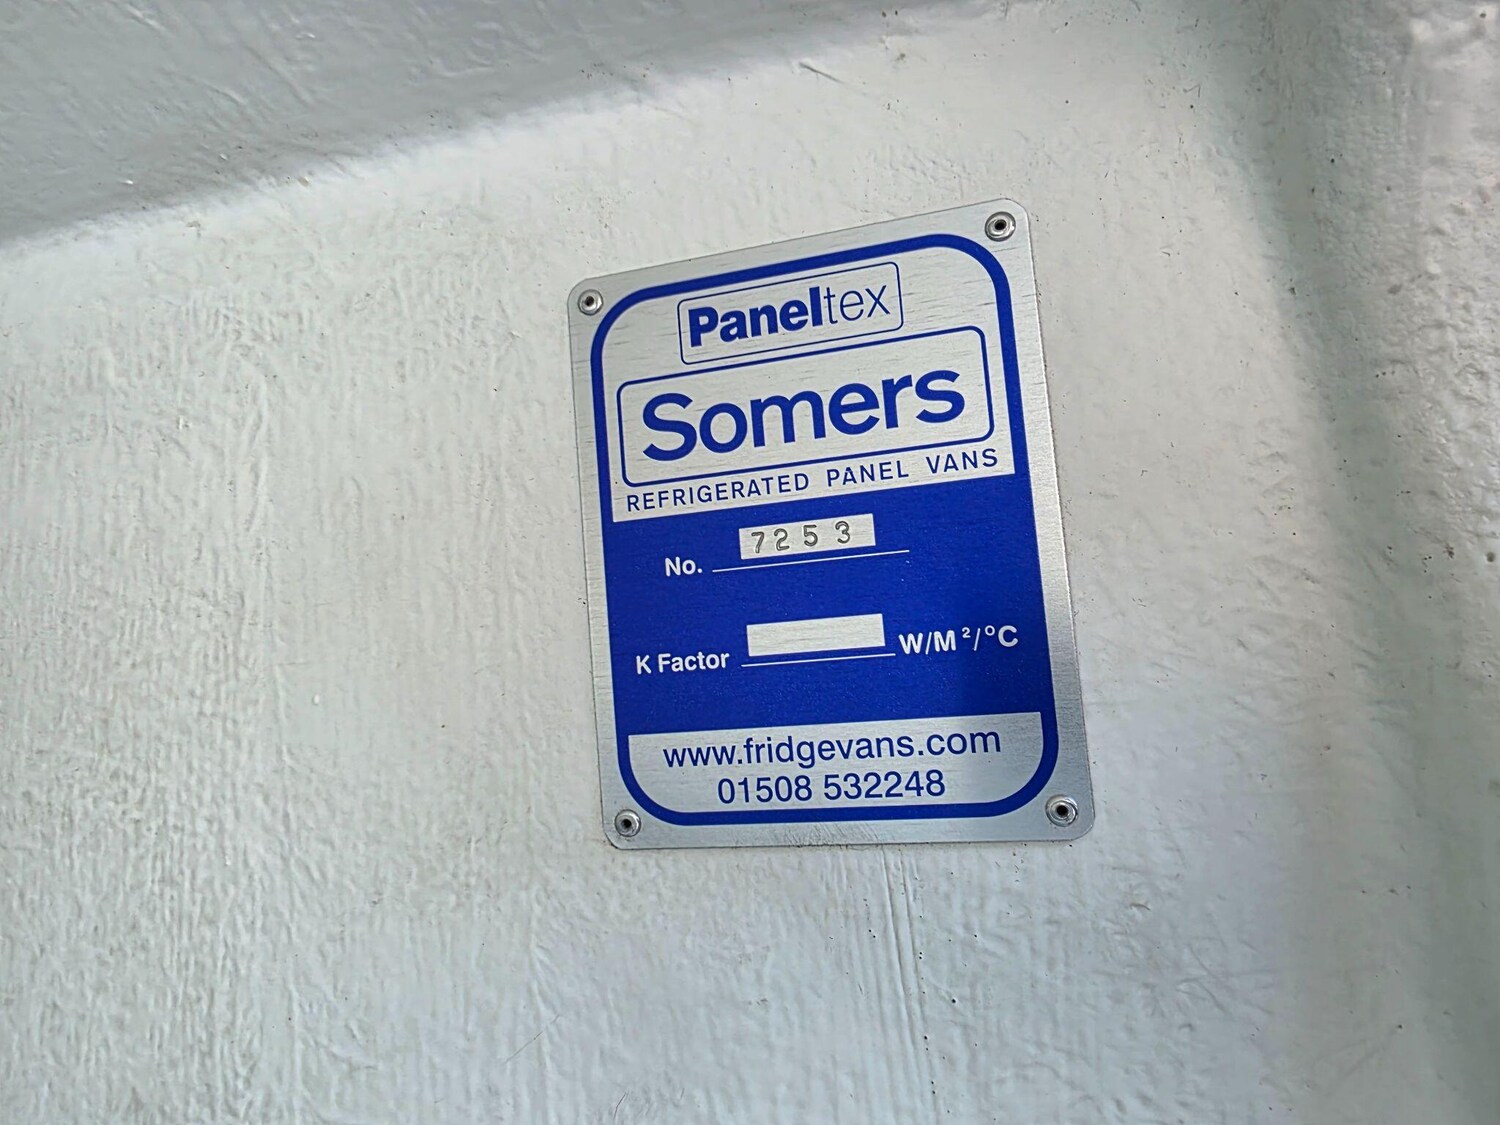 Paneltex
Somers
REFRIGERATED PANEL VANS
No. 7253
K Factor W/M²/°C
www.fridgevans.com
01508 532248